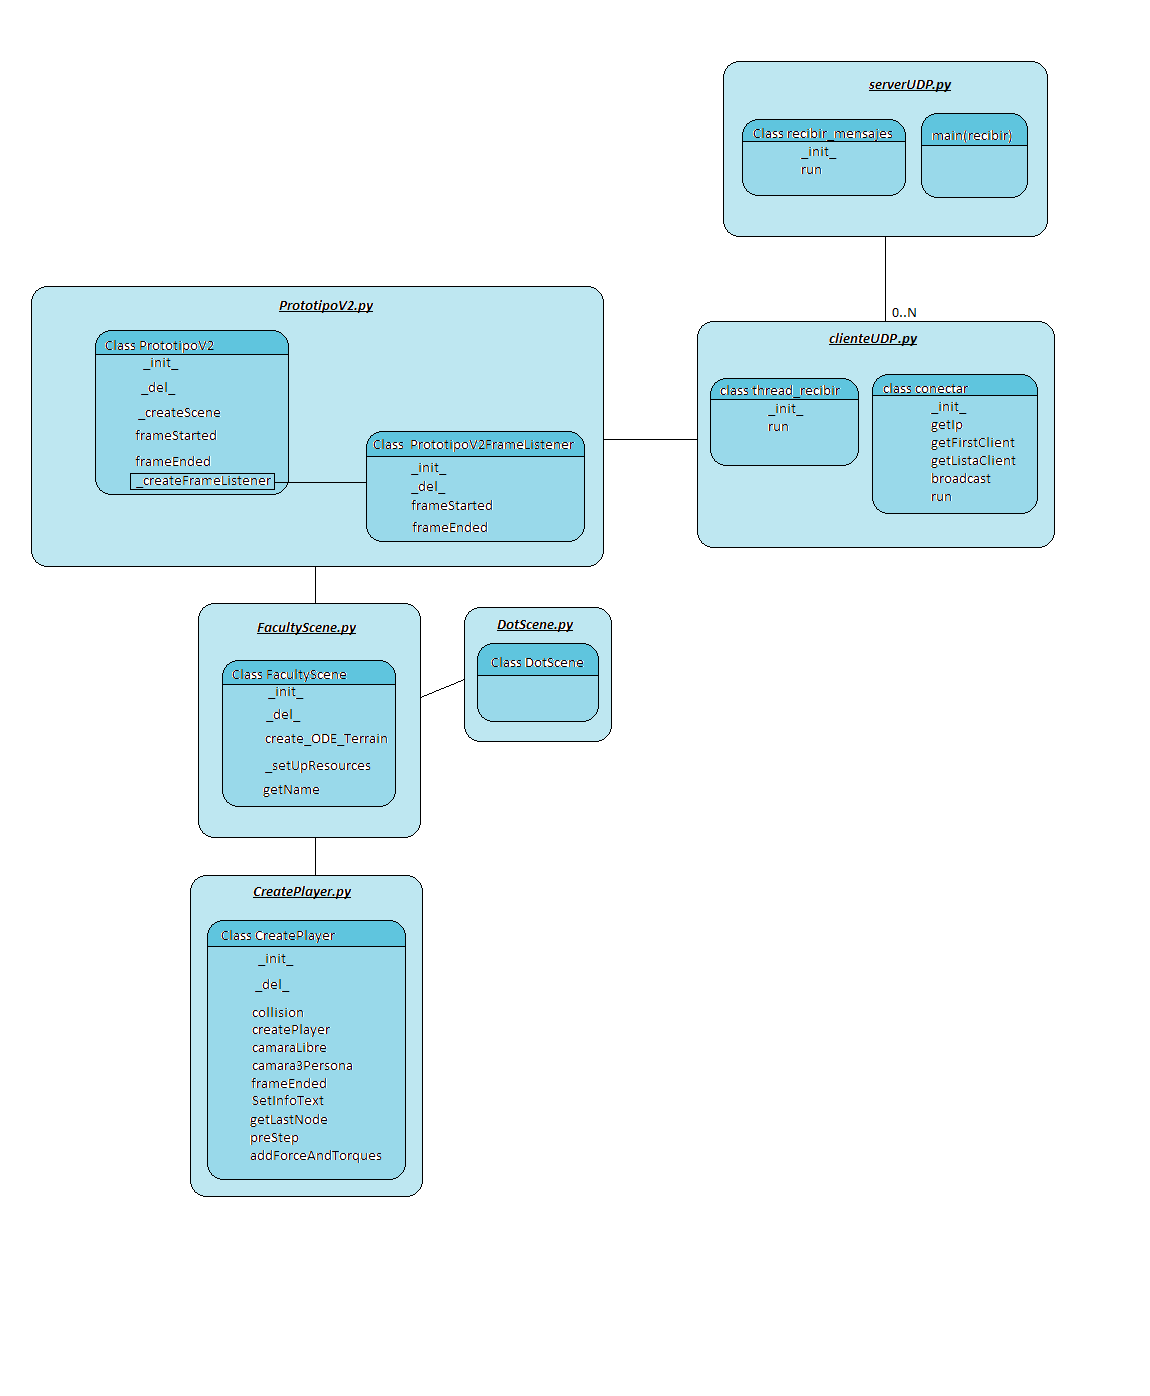 serverUDP.py
Class recibir_mensajes
_init_
run
main(recibir)
0..N
PrototipoV2.py
Class PrototipoV2
_init_
_del_
_createScene
frameStarted
frameEnded
_createFrameListener
Class PrototipoV2FrameListener
_init_
_del_
frameStarted
frameEnded
clienteUDP.py
class thread_recibir
_init_
run
class conectar
_init_
getIp
getFirstClient
getListaClient
broadcast
run
FacultyScene.py
Class FacultyScene
_init_
_del_
create_ODE_Terrain
_setUpResources
getName
DotScene.py
Class DotScene
CreatePlayer.py
Class CreatePlayer
_init_
_del_
collision
createPlayer
camaraLibre
camara3Persona
frameEnded
SetInfoText
getLastNode
preStep
addForceAndTorques